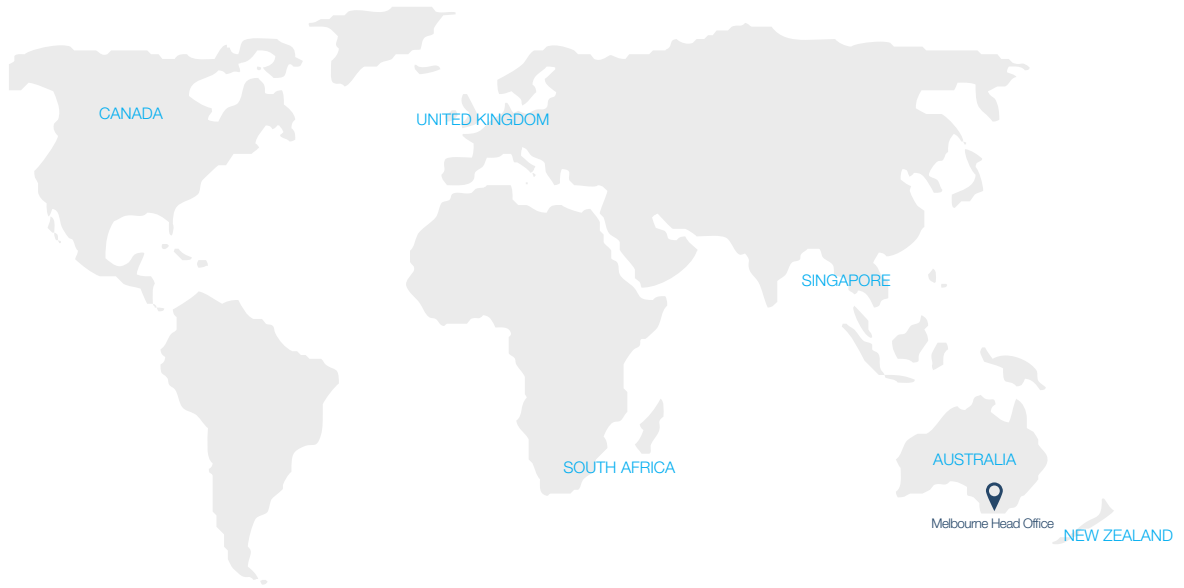 CANADA
UNITED KINGDOM
SINGAPORE
SOUTH AFRICA
AUSTRALIA
Melbourne Head Office
NEW ZEALAND